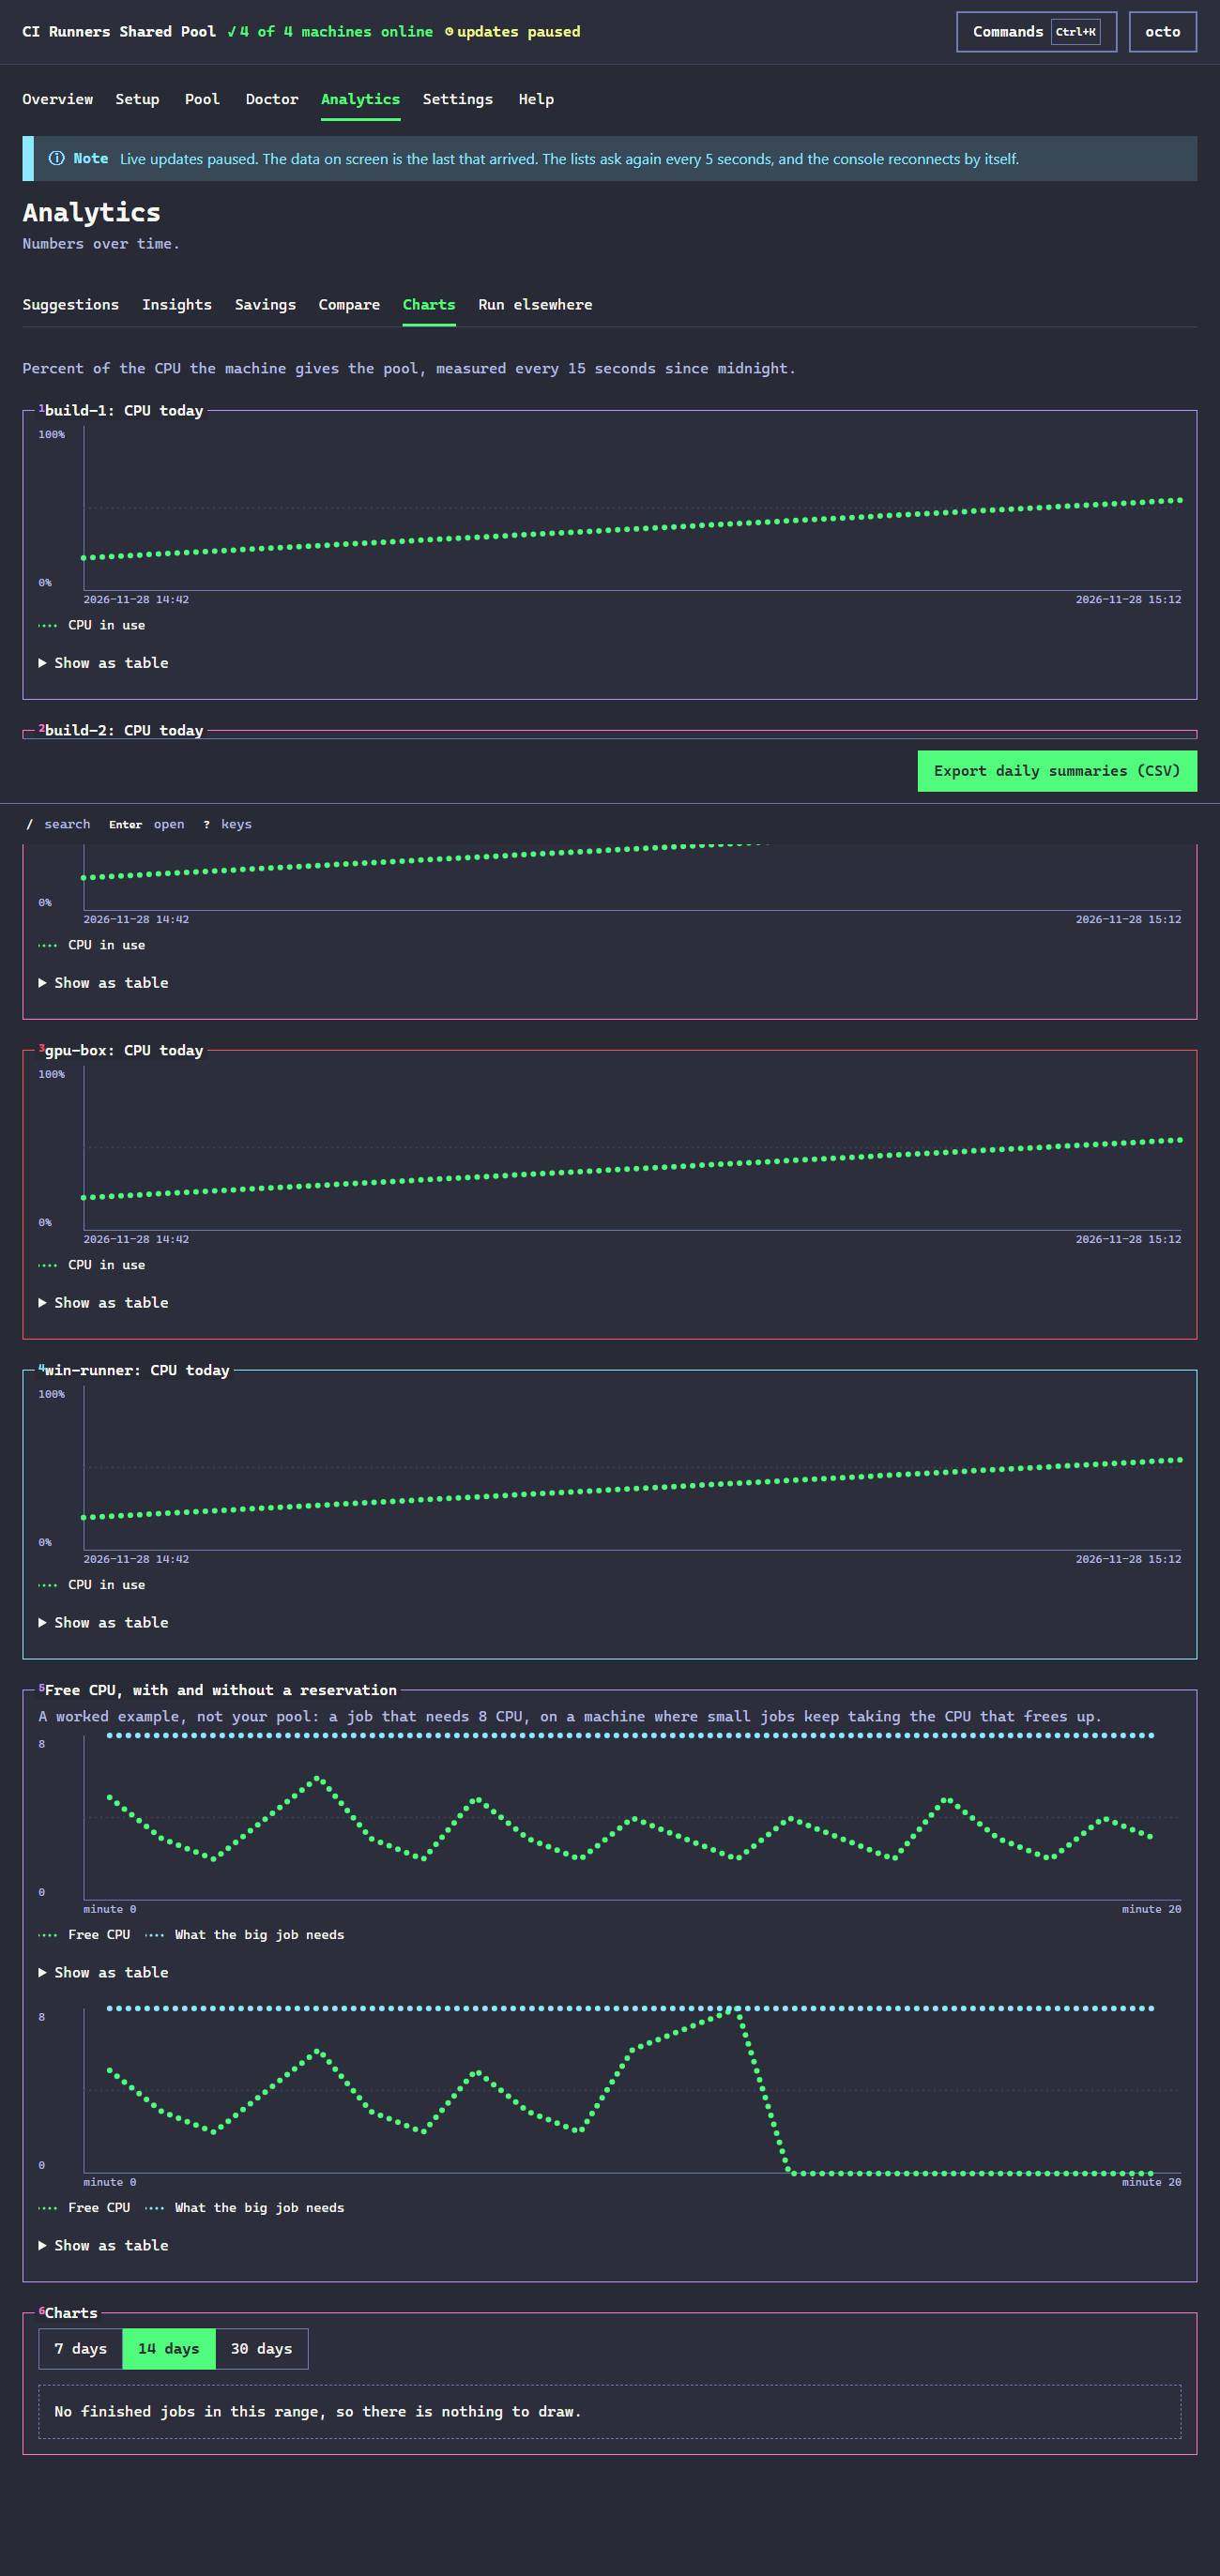 CI Runners Shared Pool ✓4 of 4 machines online updates paused Commands Ctrl+K octo
Overview Setup Pool Doctor Analytics Settings Help
Note Live updates paused. The data on screen is the last that arrived. The lists ask again every 5 seconds, and the console reconnects by itself.
Analytics
Numbers over time.
Suggestions Insights Savings Compare Charts Run elsewhere
Percent of the CPU the machine gives the pool, measured every 15 seconds since midnight.
1build-1: CPU today
100%
0%
2026-11-28 14:42 2026-11-28 15:12
CPU in use
Show as table
2build-2: CPU today
Export daily summaries (CSV)
/ search Enter open ? keys
0%
2026-11-28 14:42 2026-11-28 15:12
CPU in use
Show as table
3gpu-box: CPU today
100%
0%
2026-11-28 14:42 2026-11-28 15:12
CPU in use
Show as table
4win-runner: CPU today
100%
0%
2026-11-28 14:42 2026-11-28 15:12
CPU in use
Show as table
5Free CPU, with and without a reservation
A worked example, not your pool: a job that needs 8 CPU, on a machine where small jobs keep taking the CPU that frees up.
8
0
minute 0 minute 20
Free CPU What the big job needs
Show as table
8
0
minute 0 minute 20
Free CPU What the big job needs
Show as table
6Charts
7 days 14 days 30 days
No finished jobs in this range, so there is nothing to draw.